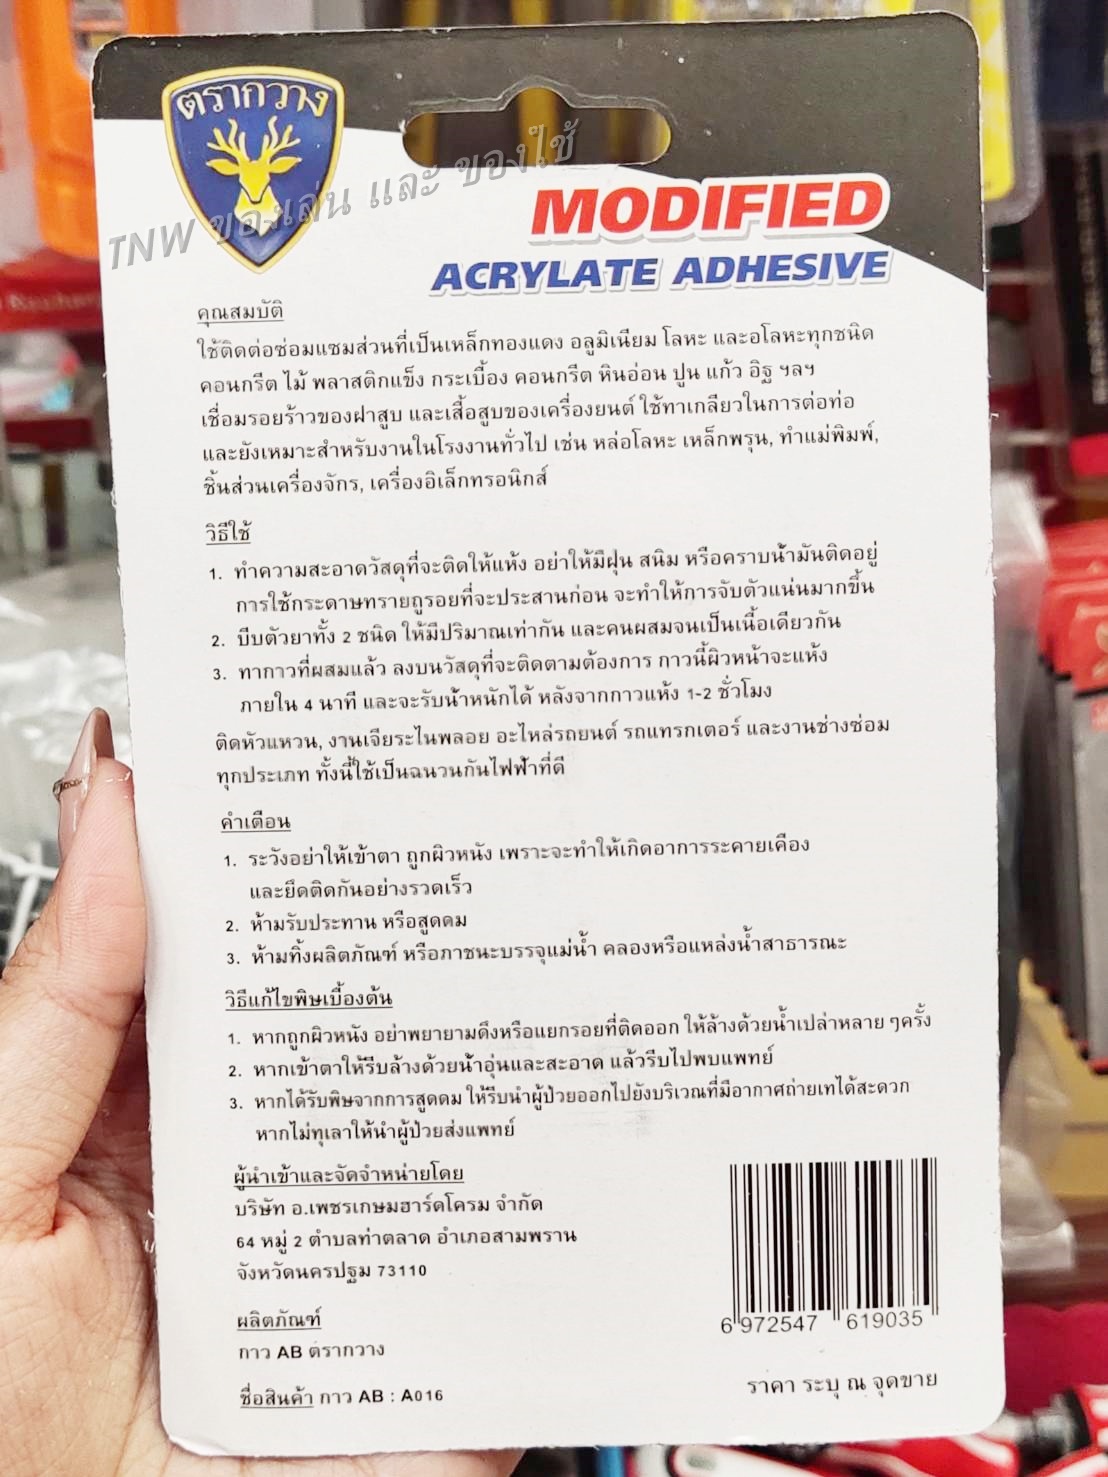 ตรากวาง
TNW ของเล่น และ ของใช้
MODIFIED
ACRYLATE ADHESIVE
คุณสมบัติ
ใช้ติดต่อซ่อมแซมส่วนที่เป็นเหล็กทองแดง อลูมิเนียม โลหะ และอโลหะทุกชนิด
คอนกรีต ไม้ พลาสติกแข็ง กระเบื้อง คอนกรีต หินอ่อน ปูน แก้ว อิฐ ฯลฯ
เชื่อมรอยร้าวของฝาสูบ และเสื้อสูบของเครื่องยนต์ ใช้ทาเกลียวในการต่อท่อ
และยังเหมาะสำหรับงานในโรงงานทั่วไป เช่น หล่อโลหะ เหล็กพรุน, ทำแม่พิมพ์,
ชิ้นส่วนเครื่องจักร, เครื่องอิเล็กทรอนิกส์
วิธีใช้
1. ทำความสะอาดวัสดุที่จะติดให้แห้ง อย่าให้มีฝุ่น สนิม หรือคราบน้ำมันติดอยู่
การใช้กระดาษทรายถูรอยที่จะประสานก่อน จะทำให้การจับตัวแน่นมากขึ้น
2. บีบตัวยาทั้ง 2 ชนิด ให้มีปริมาณเท่ากัน และคนผสมจนเป็นเนื้อเดียวกัน
3. ทากาวที่ผสมแล้ว ลงบนวัสดุที่จะติดตามต้องการ กาวนี้ผิวหน้าจะแห้ง
ภายใน 4 นาที และจะรับน้ำหนักได้ หลังจากกาวแห้ง 1-2 ชั่วโมง
ติดหัวแหวน, งานเจียระไนพลอย อะไหล่รถยนต์ รถแทรกเตอร์ และงานช่างซ่อม
ทุกประเภท ทั้งนี้ใช้เป็นฉนวนกันไฟฟ้าที่ดี
คำเตือน
1. ระวังอย่าให้เข้าตา ถูกผิวหนัง เพราะจะทำให้เกิดอาการระคายเคือง
และยึดติดกันอย่างรวดเร็ว
2. ห้ามรับประทาน หรือสูดดม
3. ห้ามทิ้งผลิตภัณฑ์ หรือภาชนะบรรจุแม่น้ำ คลองหรือแหล่งน้ำสาธารณะ
วิธีแก้ไขพิษเบื้องต้น
1. หากถูกผิวหนัง อย่าพยายามดึงหรือแยกรอยที่ติดออก ให้ล้างด้วยน้ำเปล่าหลาย ๆครั้ง
2. หากเข้าตาให้รีบล้างด้วยน้ำอุ่นและสะอาด แล้วรีบไปพบแพทย์
3. หากได้รับพิษจากการสูดดม ให้รีบนำผู้ป่วยออกไปยังบริเวณที่มีอากาศถ่ายเทได้สะดวก
หากไม่ทุเลาให้นำผู้ป่วยส่งแพทย์
ผู้นำเข้าและจัดจำหน่ายโดย
บริษัท อ.เพชรเกษมฮาร์ดโครม จำกัด
64 หมู่ 2 ตำบลท่าตลาด อำเภอสามพราน
จังหวัดนครปฐม 73110
ผลิตภัณฑ์
กาว AB ตรากวาง
ชื่อสินค้า กาว AB : A016
6 972547 619035
ราคา ระบุ ณ จุดขาย